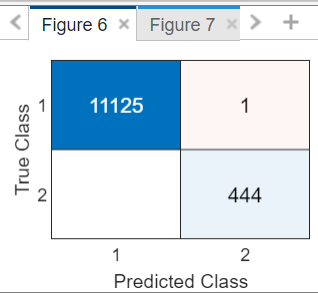 Figure 6 × Figure 7 ×
True Class
1 11125 1
2 444
1 2
Predicted Class